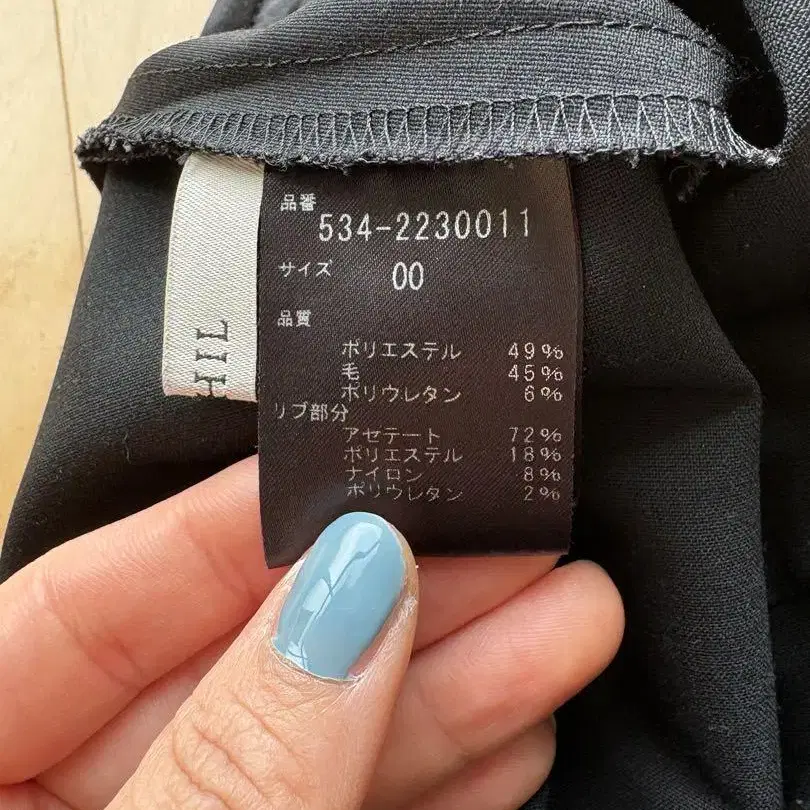 品番
534-2230011
サイズ 00
品質
ポリエステル 49%
毛 45%
ポリウレタン 6%
リブ部分
アセテート 72%
ポリエステル 18%
ナイロン 8%
ポリウレタン 2%
HIL